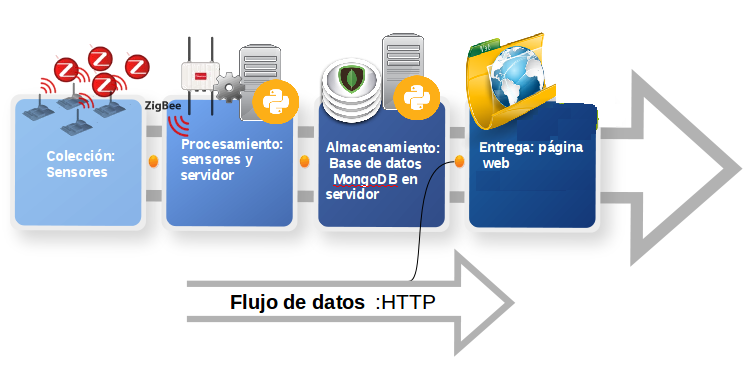 ZigBee
Colección:
Sensores
Procesamiento:
sensores y
servidor
Almacenamiento:
Base de datos
MongoDB en
servidor
Entrega: página
web
Flujo de datos :HTTP